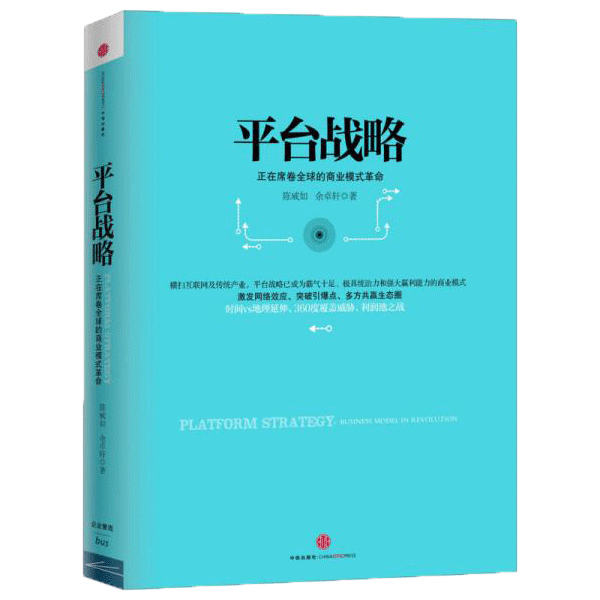 平台战略
正在席卷全球的商业模式革命
陈威如 余卓轩◎著
横扫互联网及传统产业，平台战略已成为霸气十足、极具统治力和强大赢利能力的商业模式
激发网络效应、突破引爆点、多方共赢生态圈
时间vs地理延伸、360度覆盖威胁、利润池之战
PLATFORM STRATEGY: BUSINESS MODEL IN REVOLUTION
中信出版社·CHINACITICPRESS
平台战略
正在席卷全球的商业模式革命
陈威如 余卓轩◎著
企业管理
bus